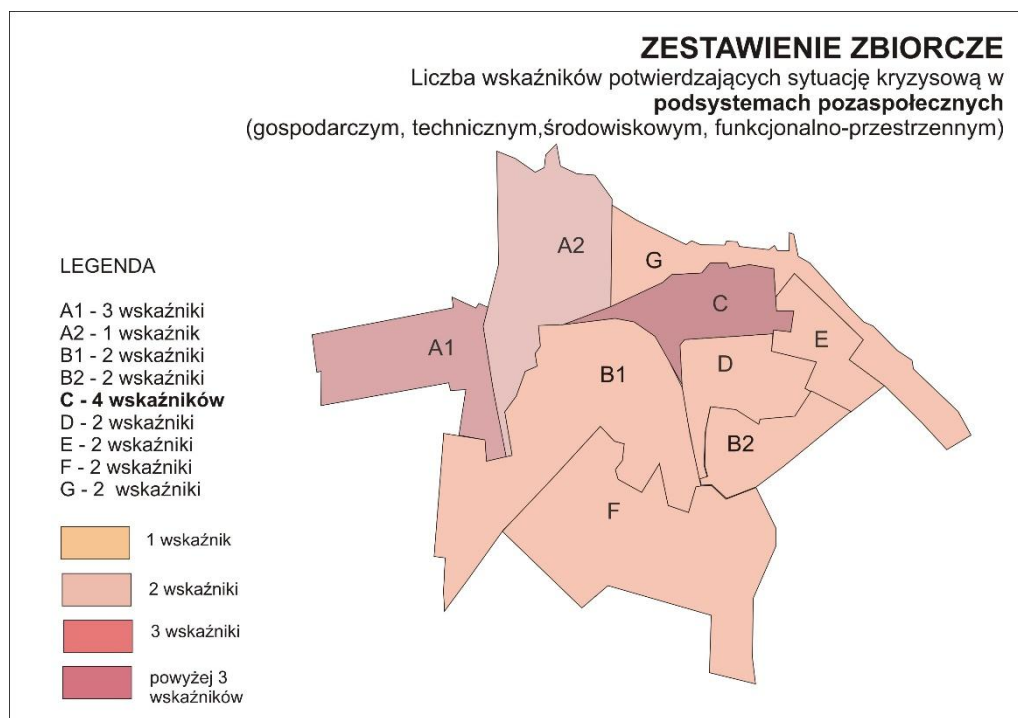 ZESTAWIENIE ZBIORCZE
Liczba wskaźników potwierdzających sytuację kryzysową w
podsystemach pozaspołecznych
(gospodarczym, technicznym,środowiskowym, funkcjonalno-przestrzennym)
LEGENDA
A1 - 3 wskaźniki
A2 - 1 wskaźnik
B1 - 2 wskaźniki
B2 - 2 wskaźniki
C - 4 wskaźników
D - 2 wskaźniki
E - 2 wskaźniki
F - 2 wskaźniki
G - 2 wskaźniki
1 wskaźnik
2 wskaźniki
3 wskaźniki
powyżej 3
wskaźników
A2
G
C
A1
E
D
B1
B2
F